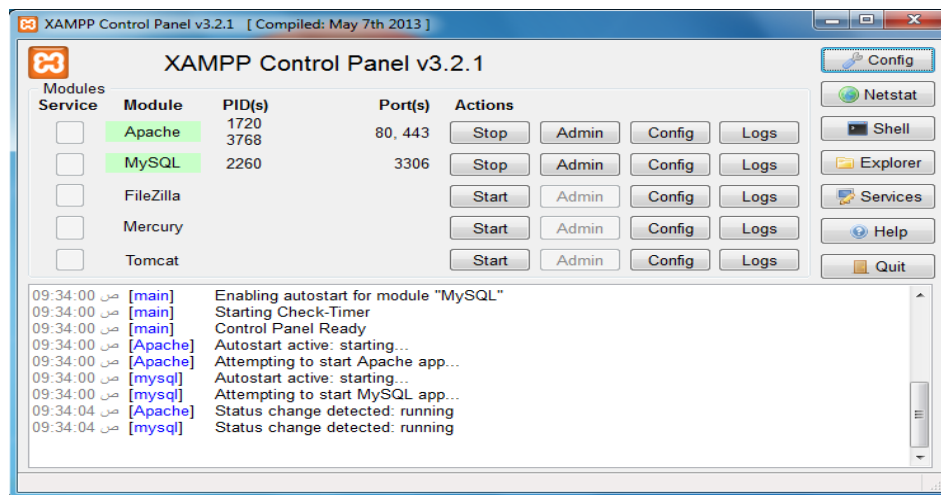 XAMPP Control Panel v3.2.1 [ Compiled: May 7th 2013 ]
XAMPP Control Panel v3.2.1
Config
Modules
Service Module PID(s) Port(s) Actions
Netstat
Apache 1720 3768 80, 443 Stop Admin Config Logs
Shell
MySQL 2260 3306 Stop Admin Config Logs
Explorer
FileZilla Start Admin Config Logs
Services
Mercury Start Admin Config Logs
Help
Tomcat Start Admin Config Logs
Quit
09:34:00 ص [main] Enabling autostart for module "MySQL"
09:34:00 ص [main] Starting Check-Timer
09:34:00 ص [main] Control Panel Ready
09:34:00 ص [Apache] Autostart active: starting...
09:34:00 ص [Apache] Attempting to start Apache app...
09:34:00 ص [mysql] Autostart active: starting...
09:34:00 ص [mysql] Attempting to start MySQL app...
09:34:04 ص [Apache] Status change detected: running
09:34:04 ص [mysql] Status change detected: running